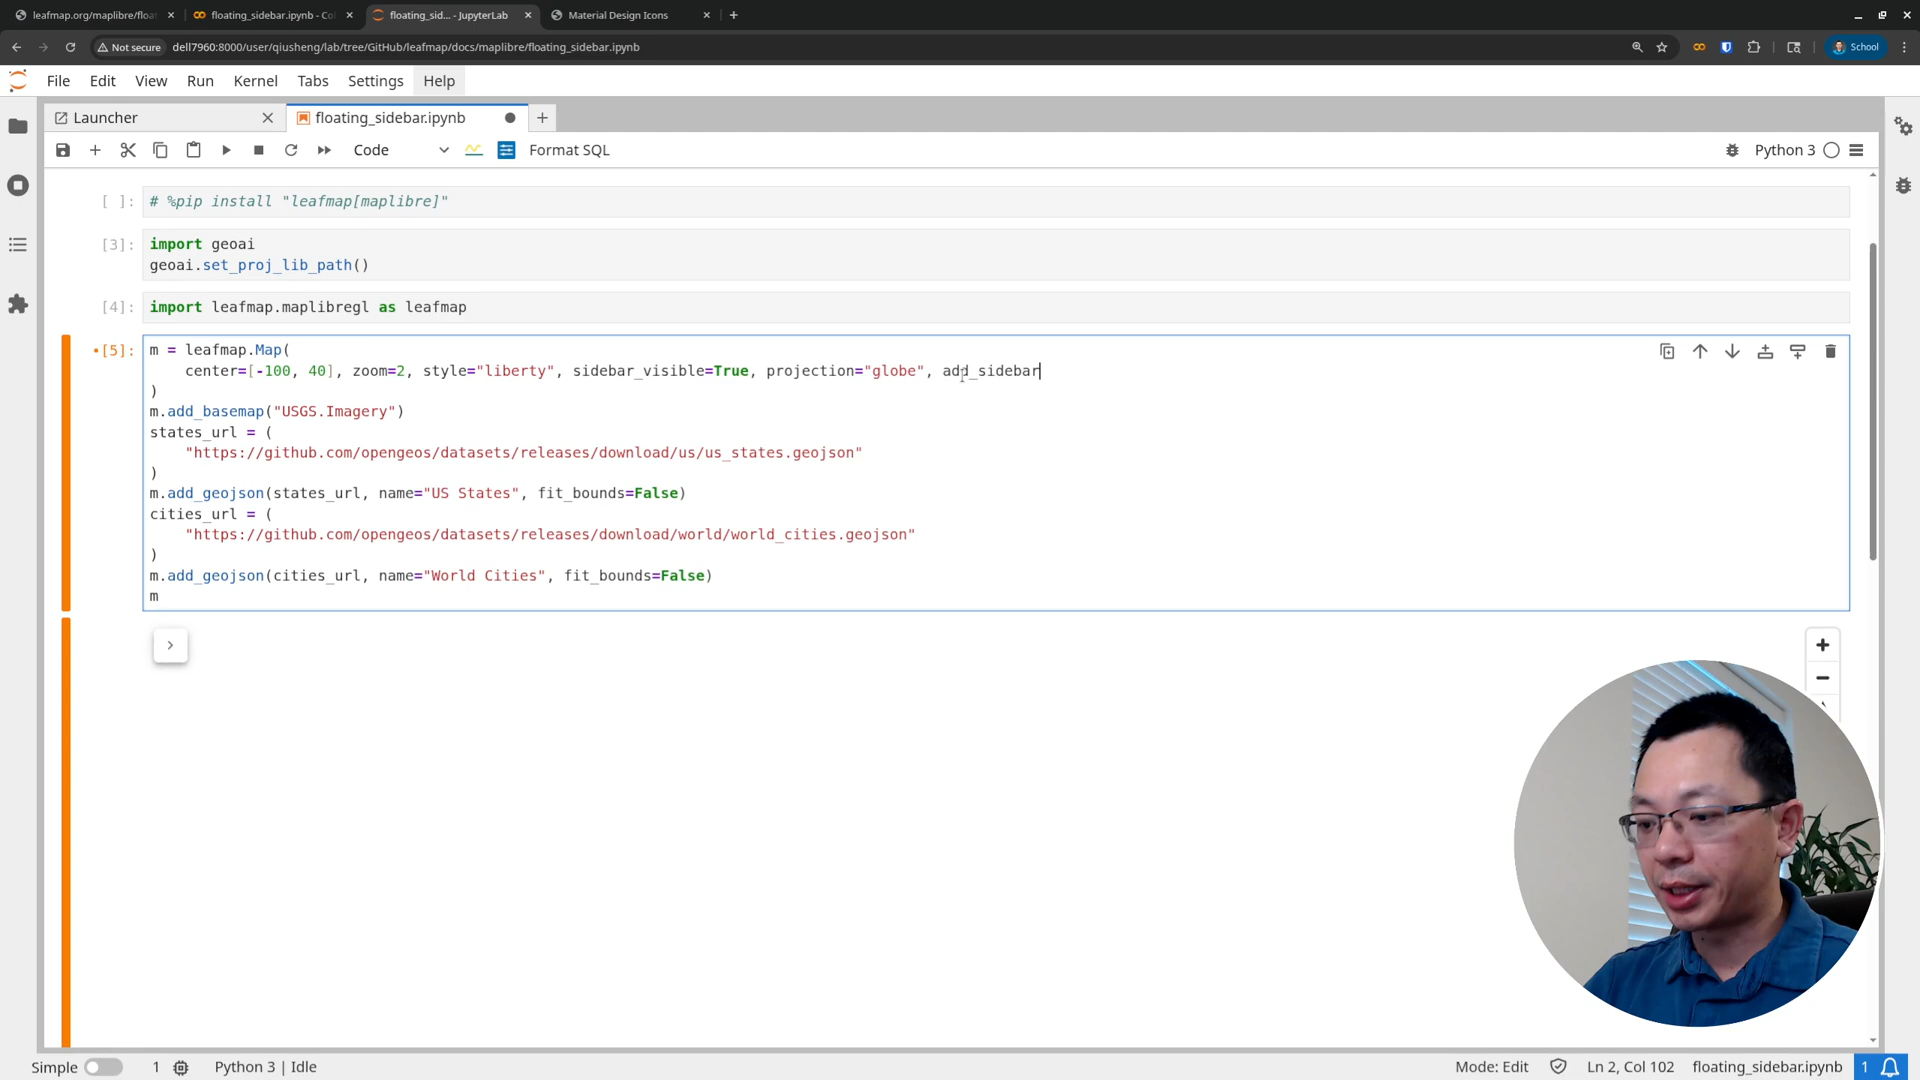 leafmap.org/maplibre/floa
floating_sidebar.ipynb - Co
floating_sid... - JupyterLab
Material Design Icons
Not secure
dell7960:8000/user/qiusheng/lab/tree/GitHub/leafmap/docs/maplibre/floating_sidebar.ipynb
School
File Edit View Run Kernel Tabs Settings Help
Launcher
floating_sidebar.ipynb
Code
Format SQL
Python 3
[ ]: # %pip install "leafmap[maplibre]"
[3]: import geoai
geoai.set_proj_lib_path()
[4]: import leafmap.maplibregl as leafmap
•[5]: m = leafmap.Map(
center=[-100, 40], zoom=2, style="liberty", sidebar_visible=True, projection="globe", add_sidebar
)
m.add_basemap("USGS.Imagery")
states_url = (
"https://github.com/opengeos/datasets/releases/download/us/us_states.geojson"
)
m.add_geojson(states_url, name="US States", fit_bounds=False)
cities_url = (
"https://github.com/opengeos/datasets/releases/download/world/world_cities.geojson"
)
m.add_geojson(cities_url, name="World Cities", fit_bounds=False)
m
Simple
1
Python 3 | Idle
Mode: Edit
Ln 2, Col 102
floating_sidebar.ipynb
1